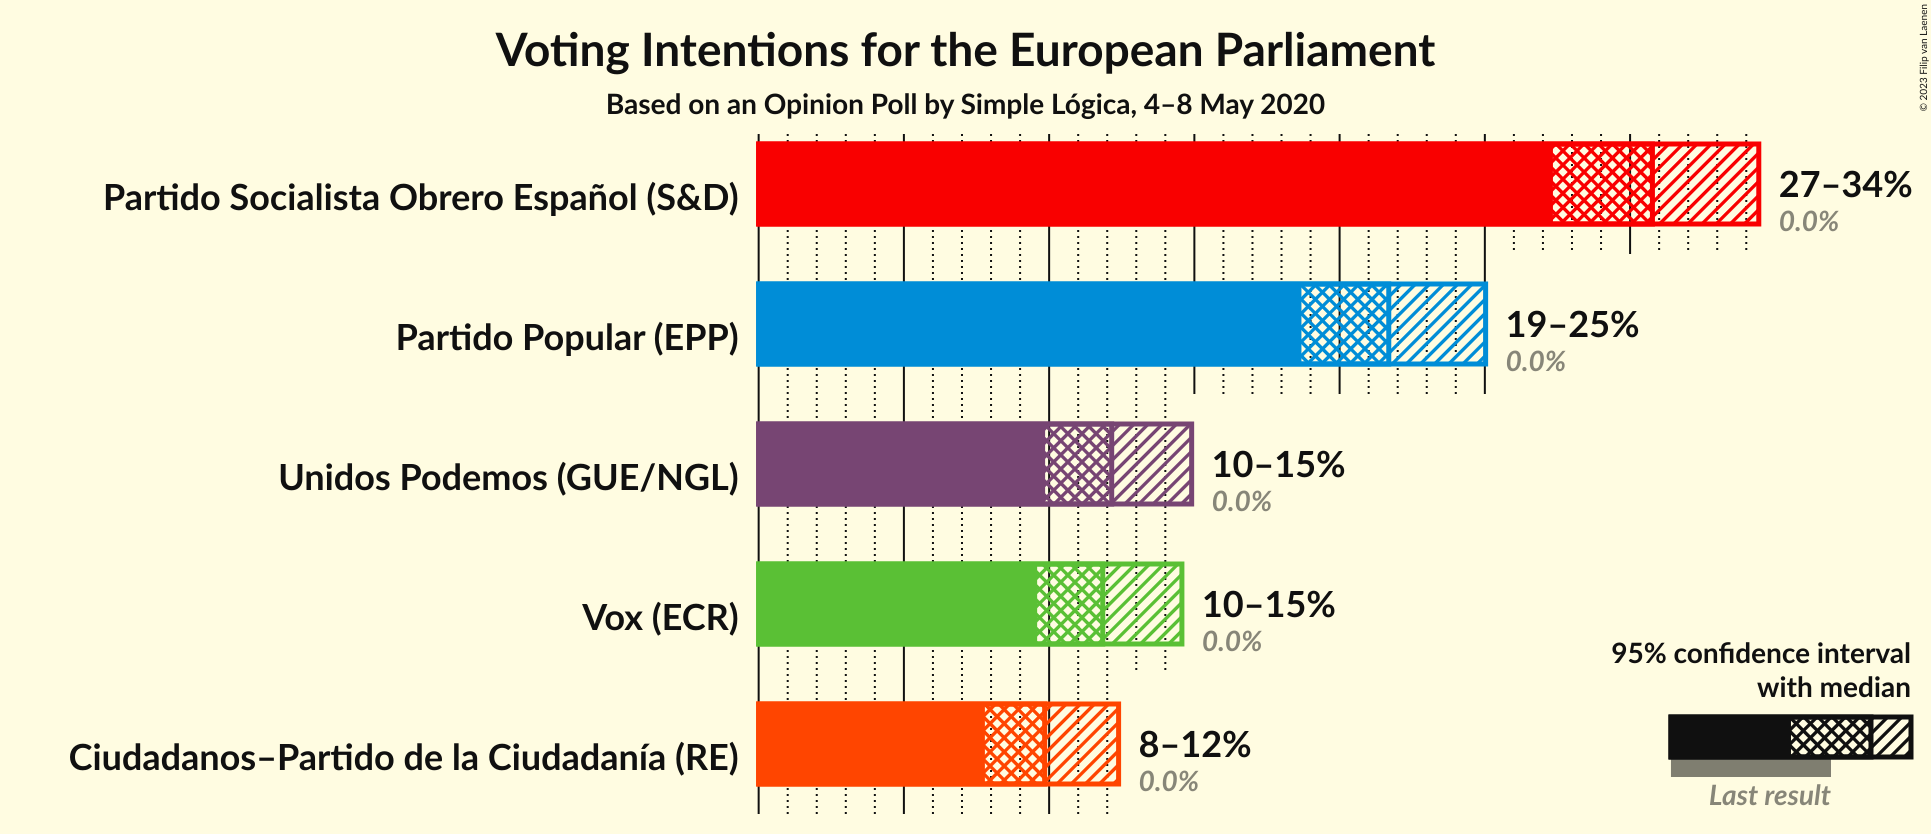 Voting Intentions for the European Parliament
Based on an Opinion Poll by Simple Lógica, 4–8 May 2020
© 2023 Filip van Laenen
Partido Socialista Obrero Español (S&D)
27–34%
0.0%
Partido Popular (EPP)
19–25%
0.0%
Unidos Podemos (GUE/NGL)
10–15%
0.0%
Vox (ECR)
10–15%
0.0%
Ciudadanos–Partido de la Ciudadanía (RE)
8–12%
0.0%
95% confidence interval
with median
Last result